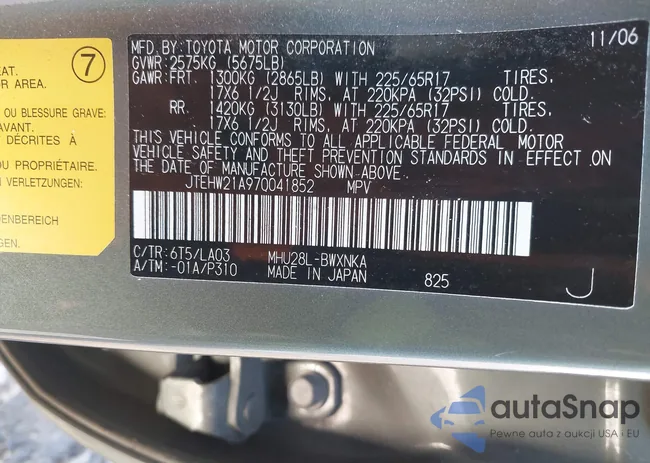 7
EAT.
R AREA.
OU BLESSURE GRAVE:
AVANT.
DÉCRITES À
U PROPRIÉTAIRE.
N VERLETZUNGEN:
NDENBEREICH
N.
MFD.BY:TOYOTA MOTOR CORPORATION 11/06
GVWR:2575KG (5675LB)
GAWR:FRT. 1300KG (2865LB) WITH 225/65R17 TIRES,
17X6 1/2J RIMS, AT 220KPA (32PSI) COLD.
RR. 1420KG (3130LB) WITH 225/65R17 TIRES,
17X6 1/2J RIMS, AT 220KPA (32PSI) COLD.
THIS VEHICLE CONFORMS TO ALL APPLICABLE FEDERAL MOTOR
VEHICLE SAFETY AND THEFT PREVENTION STANDARDS IN EFFECT ON
THE DATE OF MANUFACTURE SHOWN ABOVE.
JTEHW21A970041852 MPV
C/TR:6T5/LA03 MHU28L-BWXNKA
A/TM:-01A/P310 MADE IN JAPAN 825 J
autaSnap
Pewne auto z aukcji USA i EU